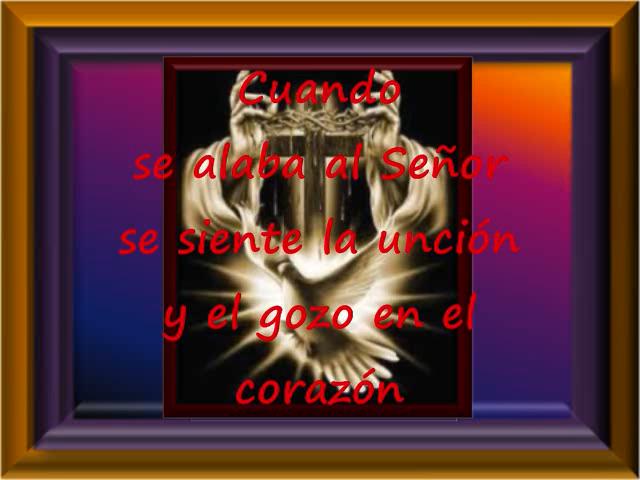 Cuando
se alaba al Señor
se siente la unción
y el gozo en el
corazón